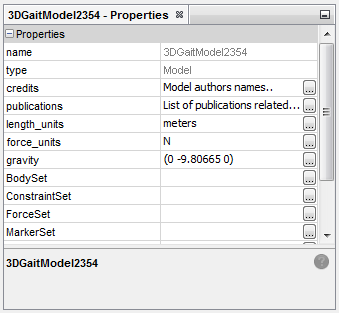 3DGaitModel2354 - Properties
Properties
name 3DGaitModel2354
type Model
credits Model authors names.. ...
publications List of publications related... ...
length_units meters ...
force_units N ...
gravity (0 -9.80665 0) ...
BodySet ...
ConstraintSet ...
ForceSet ...
MarkerSet ...
3DGaitModel2354 ?